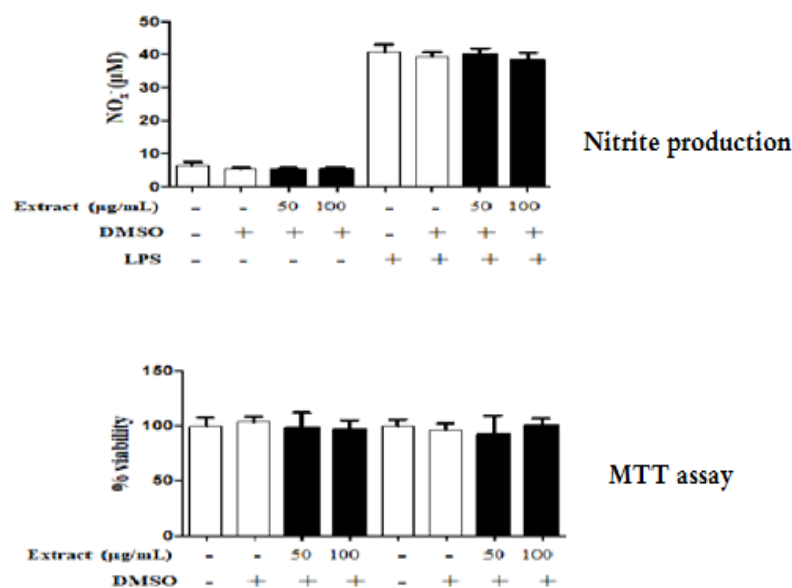 50
40
30
20
10
0
NO₂⁻(μM)
Nitrite production
Extract (μg/mL) - - 50 100 - - 50 100
DMSO - + + + - + + +
LPS - - - - + + + +
150
100
50
0
% viability
MTT assay
Extract (μg/mL) - - 50 100 - - 50 100
DMSO - + + + - + + +